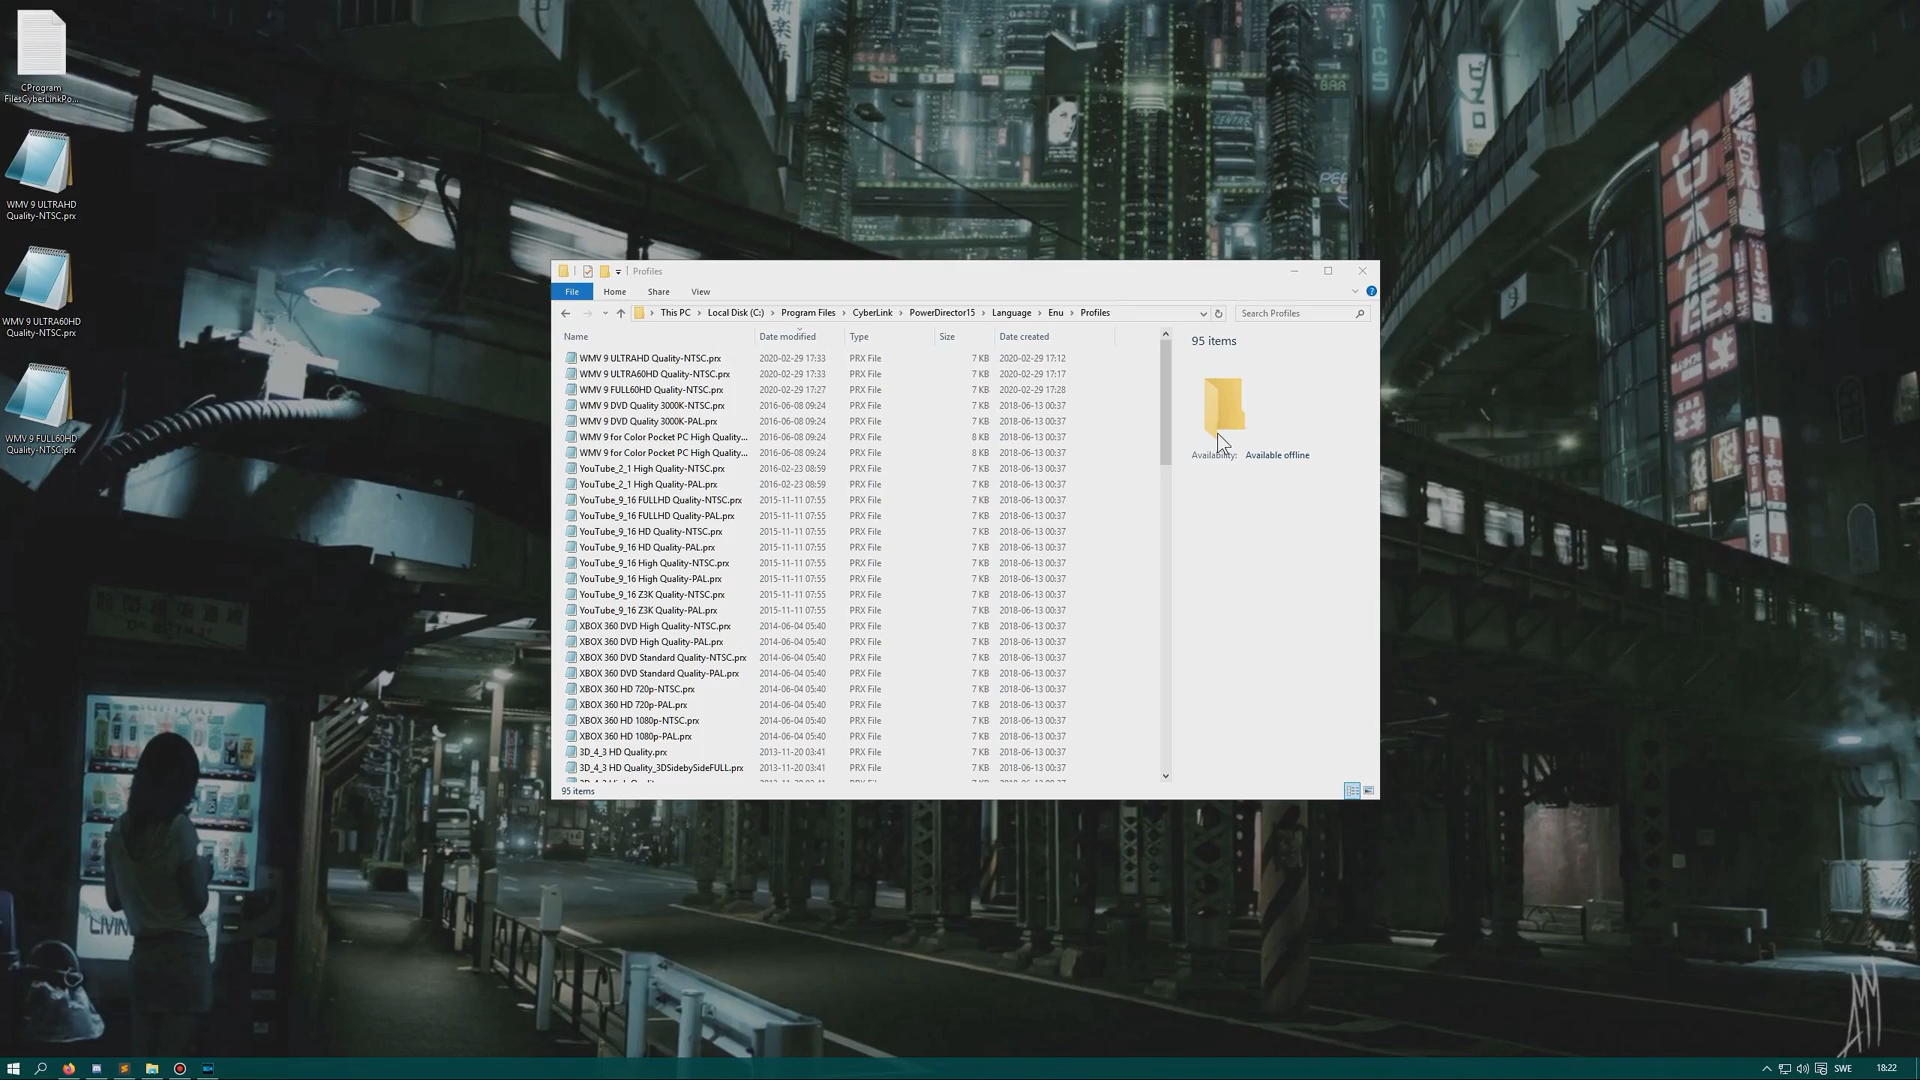 CProgram
FilesCyberLinkPo...
WMV 9 ULTRAHD
Quality-NTSC.prx
WMV 9 ULTRA60HD
Quality-NTSC.prx
WMV 9 FULL60HD
Quality-NTSC.prx
Profiles
File Home Share View
This PC Local Disk (C:) Program Files CyberLink PowerDirector15 Language Enu Profiles
Search Profiles
Name Date modified Type Size Date created
WMV 9 ULTRAHD Quality-NTSC.prx 2020-02-29 17:33 PRX File 7 KB 2020-02-29 17:12
WMV 9 ULTRA60HD Quality-NTSC.prx 2020-02-29 17:33 PRX File 7 KB 2020-02-29 17:17
WMV 9 FULL60HD Quality-NTSC.prx 2020-02-29 17:27 PRX File 7 KB 2020-02-29 17:28
WMV 9 DVD Quality 3000K-NTSC.prx 2016-06-08 09:24 PRX File 7 KB 2018-06-13 00:37
WMV 9 DVD Quality 3000K-PAL.prx 2016-06-08 09:24 PRX File 7 KB 2018-06-13 00:37
WMV 9 for Color Pocket PC High Quality... 2016-06-08 09:24 PRX File 8 KB 2018-06-13 00:37
WMV 9 for Color Pocket PC High Quality... 2016-06-08 09:24 PRX File 8 KB 2018-06-13 00:37
YouTube_2_1 High Quality-NTSC.prx 2016-02-23 08:59 PRX File 7 KB 2018-06-13 00:37
YouTube_2_1 High Quality-PAL.prx 2016-02-23 08:59 PRX File 7 KB 2018-06-13 00:37
YouTube_9_16 FULLHD Quality-NTSC.prx 2015-11-11 07:55 PRX File 7 KB 2018-06-13 00:37
YouTube_9_16 FULLHD Quality-PAL.prx 2015-11-11 07:55 PRX File 7 KB 2018-06-13 00:37
YouTube_9_16 HD Quality-NTSC.prx 2015-11-11 07:55 PRX File 7 KB 2018-06-13 00:37
YouTube_9_16 HD Quality-PAL.prx 2015-11-11 07:55 PRX File 7 KB 2018-06-13 00:37
YouTube_9_16 High Quality-NTSC.prx 2015-11-11 07:55 PRX File 7 KB 2018-06-13 00:37
YouTube_9_16 High Quality-PAL.prx 2015-11-11 07:55 PRX File 7 KB 2018-06-13 00:37
YouTube_9_16 Z3K Quality-NTSC.prx 2015-11-11 07:55 PRX File 7 KB 2018-06-13 00:37
YouTube_9_16 Z3K Quality-PAL.prx 2015-11-11 07:55 PRX File 7 KB 2018-06-13 00:37
XBOX 360 DVD High Quality-NTSC.prx 2014-06-04 05:40 PRX File 7 KB 2018-06-13 00:37
XBOX 360 DVD High Quality-PAL.prx 2014-06-04 05:40 PRX File 7 KB 2018-06-13 00:37
XBOX 360 DVD Standard Quality-NTSC.prx 2014-06-04 05:40 PRX File 7 KB 2018-06-13 00:37
XBOX 360 DVD Standard Quality-PAL.prx 2014-06-04 05:40 PRX File 7 KB 2018-06-13 00:37
XBOX 360 HD 720p-NTSC.prx 2014-06-04 05:40 PRX File 7 KB 2018-06-13 00:37
XBOX 360 HD 720p-PAL.prx 2014-06-04 05:40 PRX File 7 KB 2018-06-13 00:37
XBOX 360 HD 1080p-NTSC.prx 2014-06-04 05:40 PRX File 7 KB 2018-06-13 00:37
XBOX 360 HD 1080p-PAL.prx 2014-06-04 05:40 PRX File 7 KB 2018-06-13 00:37
3D_4_3 HD Quality.prx 2013-11-20 03:41 PRX File 7 KB 2018-06-13 00:37
3D_4_3 HD Quality_3DSidebySideFULL.prx 2013-11-20 03:41 PRX File 7 KB 2018-06-13 00:37
95 items
95 items
Availability: Available offline
BAR
CENTRE
LIVIN
SWE 18:22